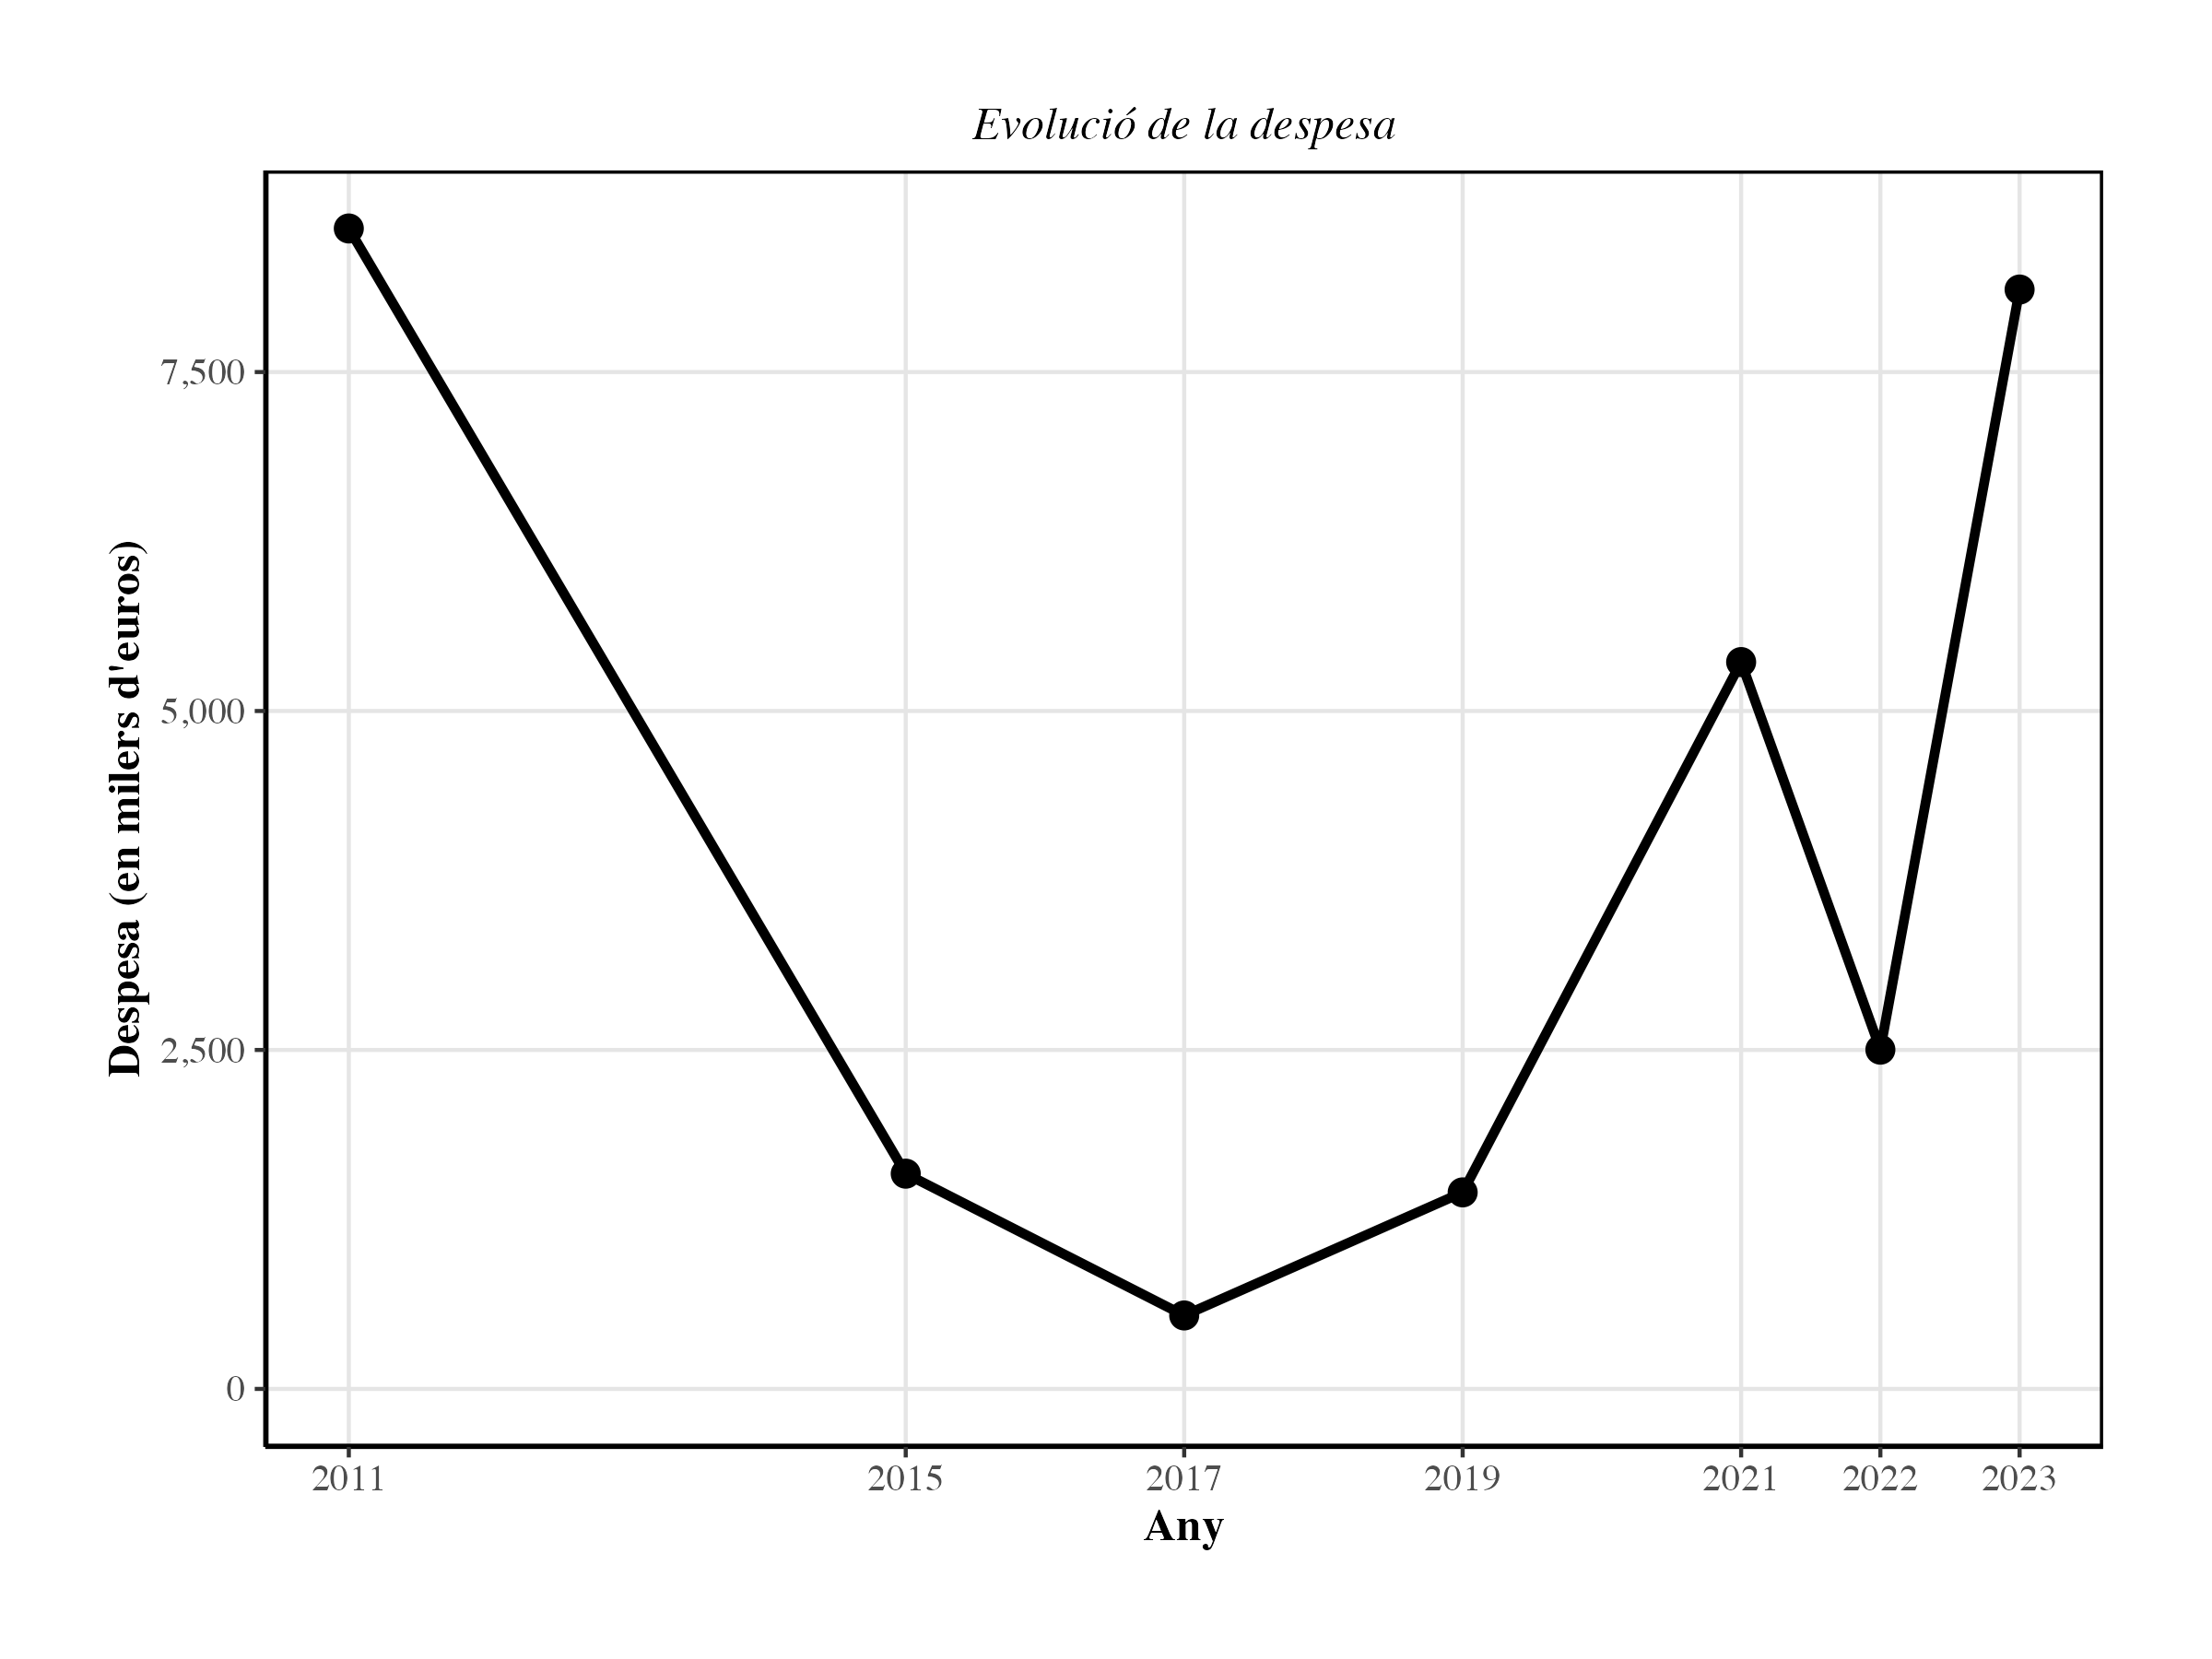 Evolució de la despesa
Despesa (en milers d'euros)
7,500
5,000
2,500
0
2011 2015 2017 2019 2021 2022 2023
Any